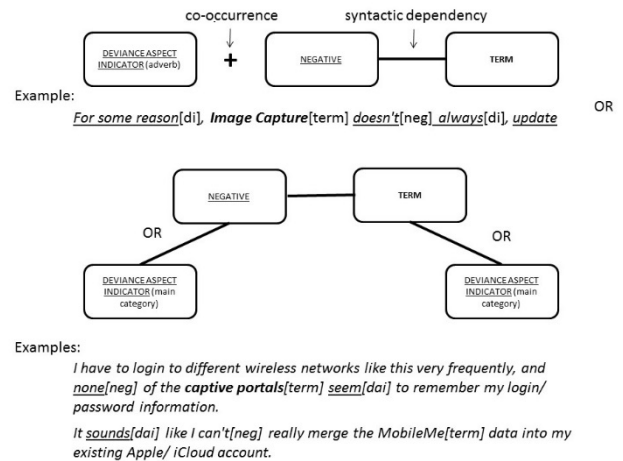 co-occurrence syntactic dependency
DEVIANCE ASPECT
INDICATOR (adverb)
+
NEGATIVE
TERM
Example:
OR
For some reason[di], Image Capture[term] doesn't[neg] always[di], update
NEGATIVE
TERM
OR
OR
DEVIANCE ASPECT
INDICATOR (main
category)
DEVIANCE ASPECT
INDICATOR (main
category)
Examples:
I have to login to different wireless networks like this very frequently, and
none[neg] of the captive portals[term] seem[dai] to remember my login/
password information.
It sounds[dai] like I can't[neg] really merge the MobileMe[term] data into my
existing Apple/ iCloud account.